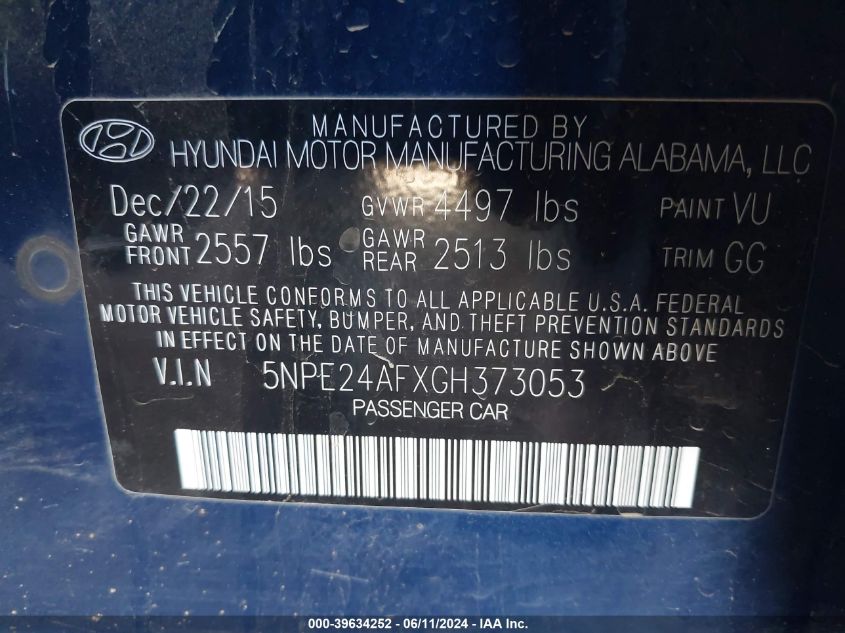 MANUFACTURED BY
HYUNDAI MOTOR MANUFACTURING ALABAMA, LLC
Dec/22/15 GVWR 4497 lbs PAINT VU
GAWR FRONT 2557 lbs GAWR REAR 2513 lbs TRIM GG
THIS VEHICLE CONFORMS TO ALL APPLICABLE U.S.A. FEDERAL
MOTOR VEHICLE SAFETY, BUMPER, AND THEFT PREVENTION STANDARDS
IN EFFECT ON THE DATE OF MANUFACTURE SHOWN ABOVE
V.I.N 5NPE24AFXGH373053
PASSENGER CAR
000-39634252 - 06/11/2024 - IAA Inc.